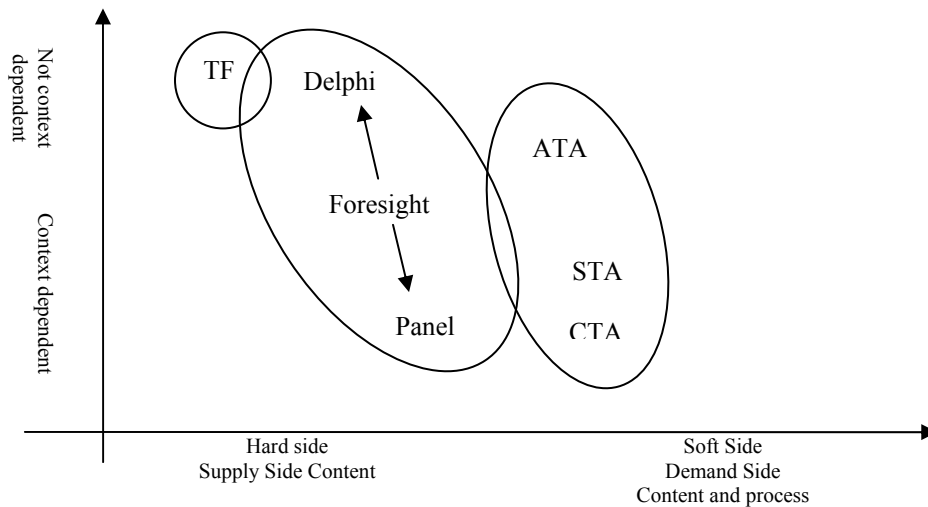 Not context
dependent
Context dependent
TF
Delphi
Foresight
Panel
ATA
STA
CTA
Hard side
Supply Side Content
Soft Side
Demand Side
Content and process